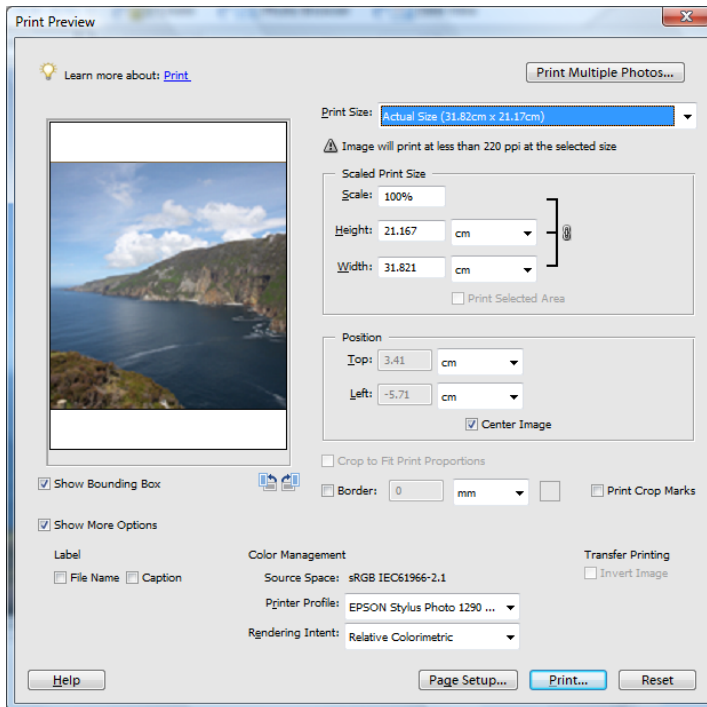 Print Preview
Learn more about: Print
Print Multiple Photos...
Print Size: Actual Size (31.82cm x 21.17cm)
Image will print at less than 220 ppi at the selected size
Scaled Print Size
Scale: 100%
Height: 21.167 cm
Width: 31.821 cm
Print Selected Area
Position
Top: 3.41 cm
Left: -5.71 cm
Center Image
Crop to Fit Print Proportions
Show Bounding Box
Border: 0 mm
Print Crop Marks
Show More Options
Label
File Name Caption
Color Management
Source Space: sRGB IEC61966-2.1
Printer Profile: EPSON Stylus Photo 1290 ...
Rendering Intent: Relative Colorimetric
Transfer Printing
Invert Image
Help
Page Setup...
Print...
Reset